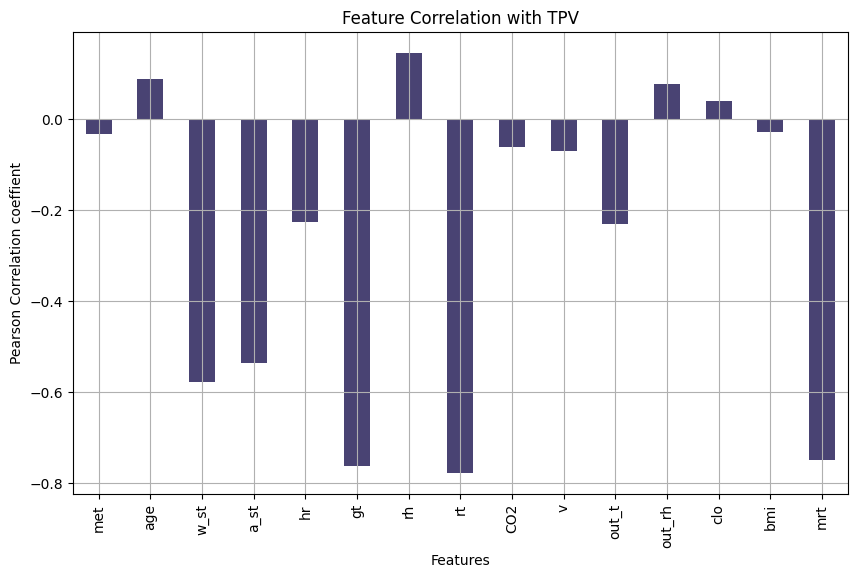 Feature Correlation with TPV
Pearson Correlation coeffient
0.0
−0.2
−0.4
−0.6
−0.8
met
age
w_st
a_st
hr
gt
rh
rt
CO2
v
out_t
out_rh
clo
bmi
mrt
Features